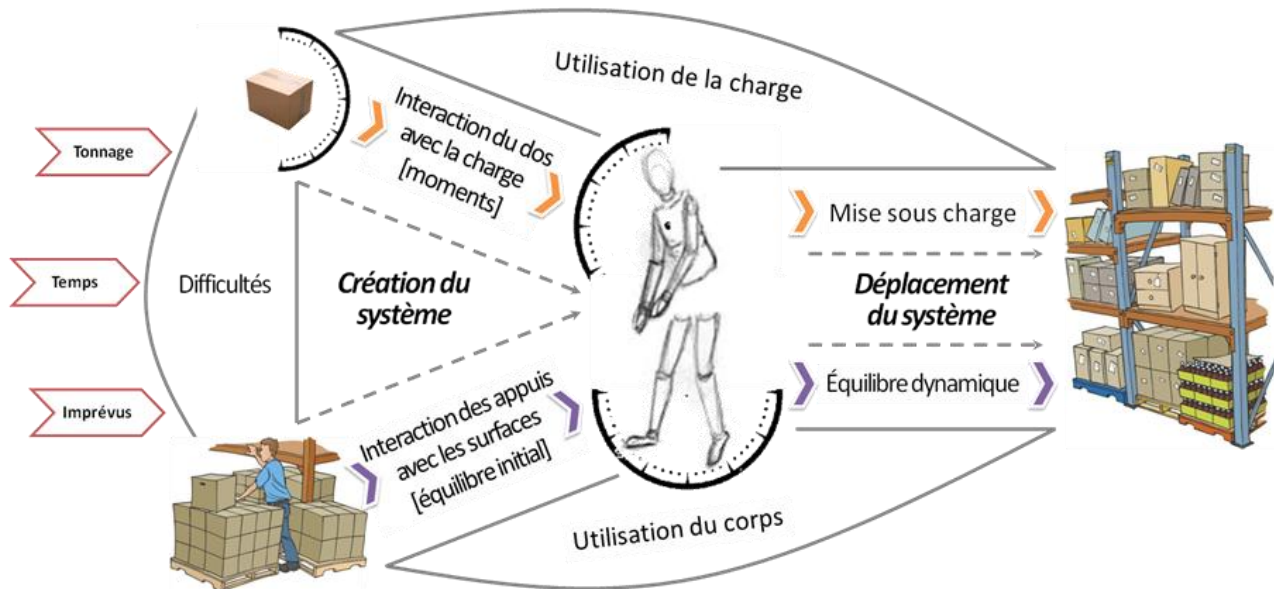 Utilisation de la charge
Interaction du dos
avec la charge
[moments]
Tonnage
Temps
Imprévus
Difficultés
Création du
système
Mise sous charge
Déplacement
du système
Équilibre dynamique
Interaction des appuis
avec les surfaces
[équilibre initial]
Utilisation du corps